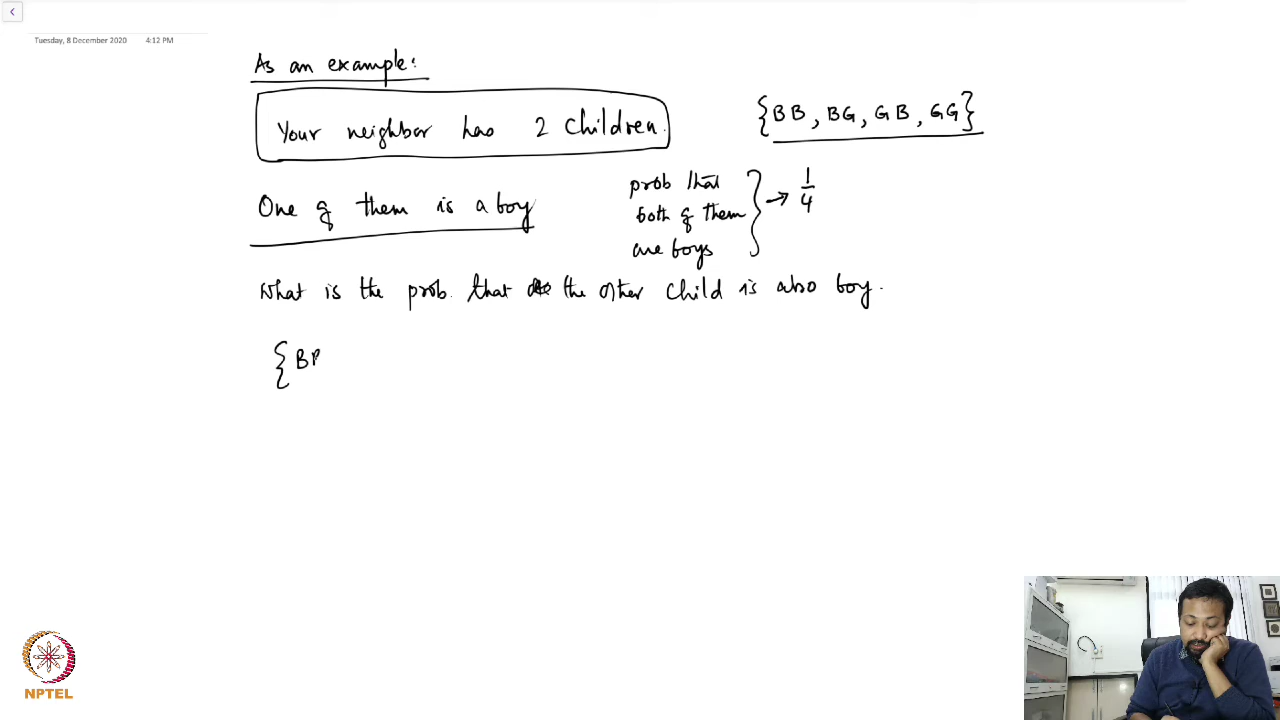 Tuesday, 8 December 2020 4:12 PM
As an example:
Your neighbor has 2 children.
{BB, BG, GB, GG}
One of them is a boy
prob that
both of them
are boys
→ 1/4
What is the prob. that the other child is also boy.
{BB
NPTEL